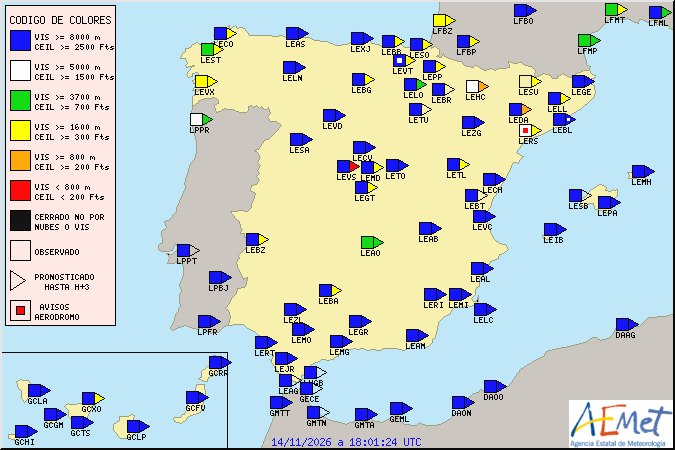 CODIGO DE COLORES
VIS >= 8000 m
CEIL >= 2500 Fts
VIS >= 5000 m
CEIL >= 1500 Fts
VIS >= 3700 m
CEIL >= 700 Fts
VIS >= 1600 m
CEIL >= 300 Fts
VIS >= 800 m
CEIL >= 200 Fts
VIS < 800 m
CEIL < 200 Fts
CERRADO NO POR
NUBES O VIS
OBSERVADO
PRONOSTICADO
HASTA H+3
AVISOS
AERODROMO
LFBO
LFMT
LFML
LFBZ
LECO
LEAS
LEXJ
LEBB
LESO
LFBP
LFMP
LEST
LEVT
LEPP
LELN
LEVX
LEBG
LELO
LEBR
LEHC
LESU
LEGE
LELL
LPPR
LEVD
LETU
LEZG
LEDA
LERS
LEBL
LESA
LECV
LEVS
LEMD
LETO
LETL
LEGT
LECH
LEMH
LEBT
LESB
LEPA
LEVC
LEAB
LEIB
LEBZ
LEAO
LPPT
LPBJ
LEAL
LEBA
LERI
LEMI
LELC
LEZL
LPFR
LEMO
LEGR
LEAM
DAAG
LERT
LEMG
LEJR
GCRR
LXGB
LEAG
GECE
GCLA
GCXO
GCFV
GMTT
GMTN
GMTA
GEML
DAON
DAOO
GCGM
GCTS
GCLP
GCHI
14/11/2026 a 18:01:24 UTC
AEMet
Agencia Estatal de Meteorología